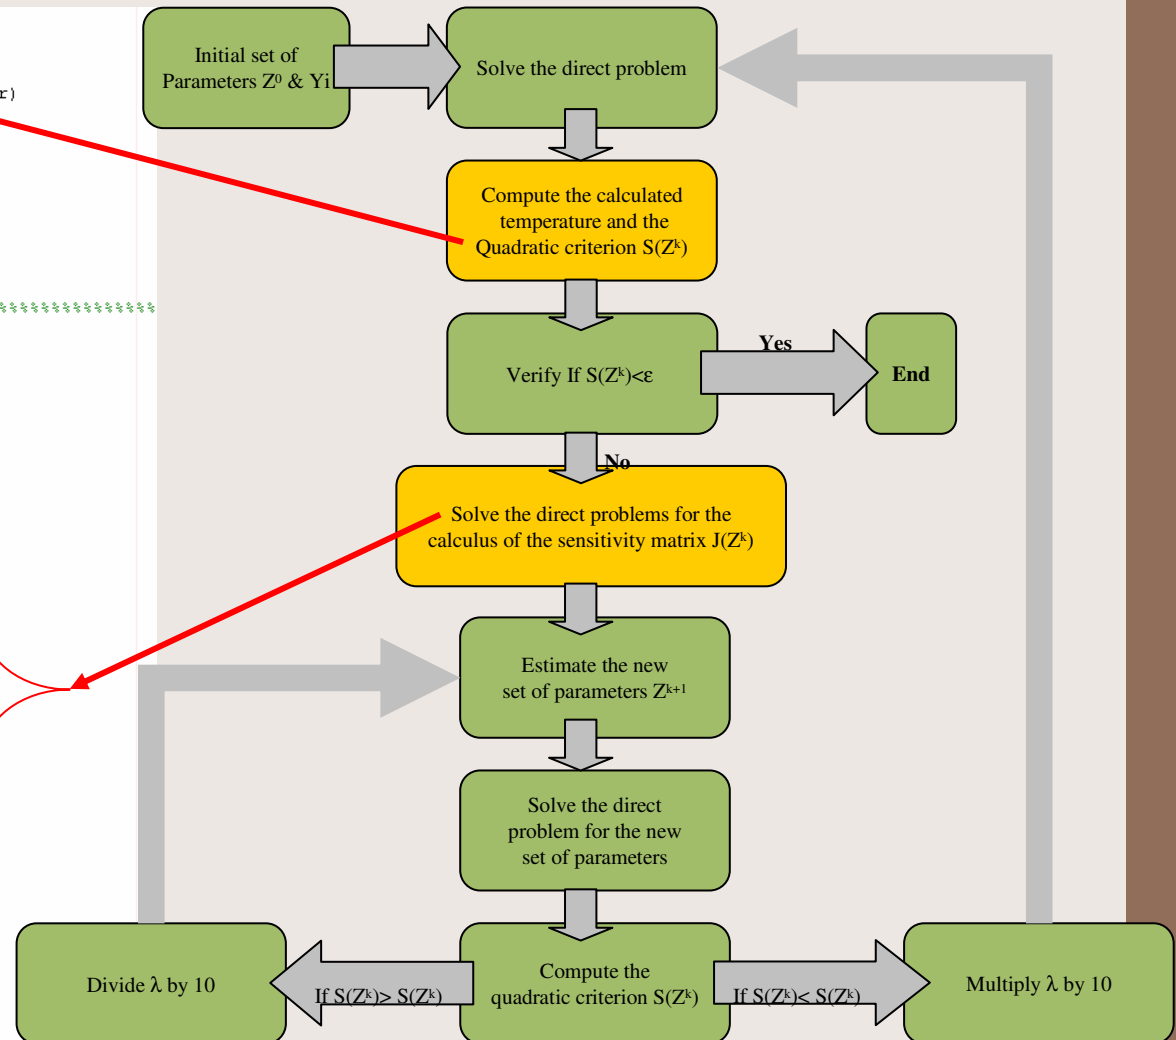 Initial set of
Parameters Z⁰ & Yi
Solve the direct problem
r)
Compute the calculated
temperature and the
Quadratic criterion S(Zᵏ)
%%%%%%%%%%%%%%%
Yes
Verify If S(Zᵏ)<ε
End
No
Solve the direct problems for the
calculus of the sensitivity matrix J(Zᵏ)
Estimate the new
set of parameters Zᵏ⁺¹
Solve the direct
problem for the new
set of parameters
Divide λ by 10
If S(Zᵏ)> S(Zᵏ)
Compute the
quadratic criterion S(Zᵏ)
If S(Zᵏ)< S(Zᵏ)
Multiply λ by 10